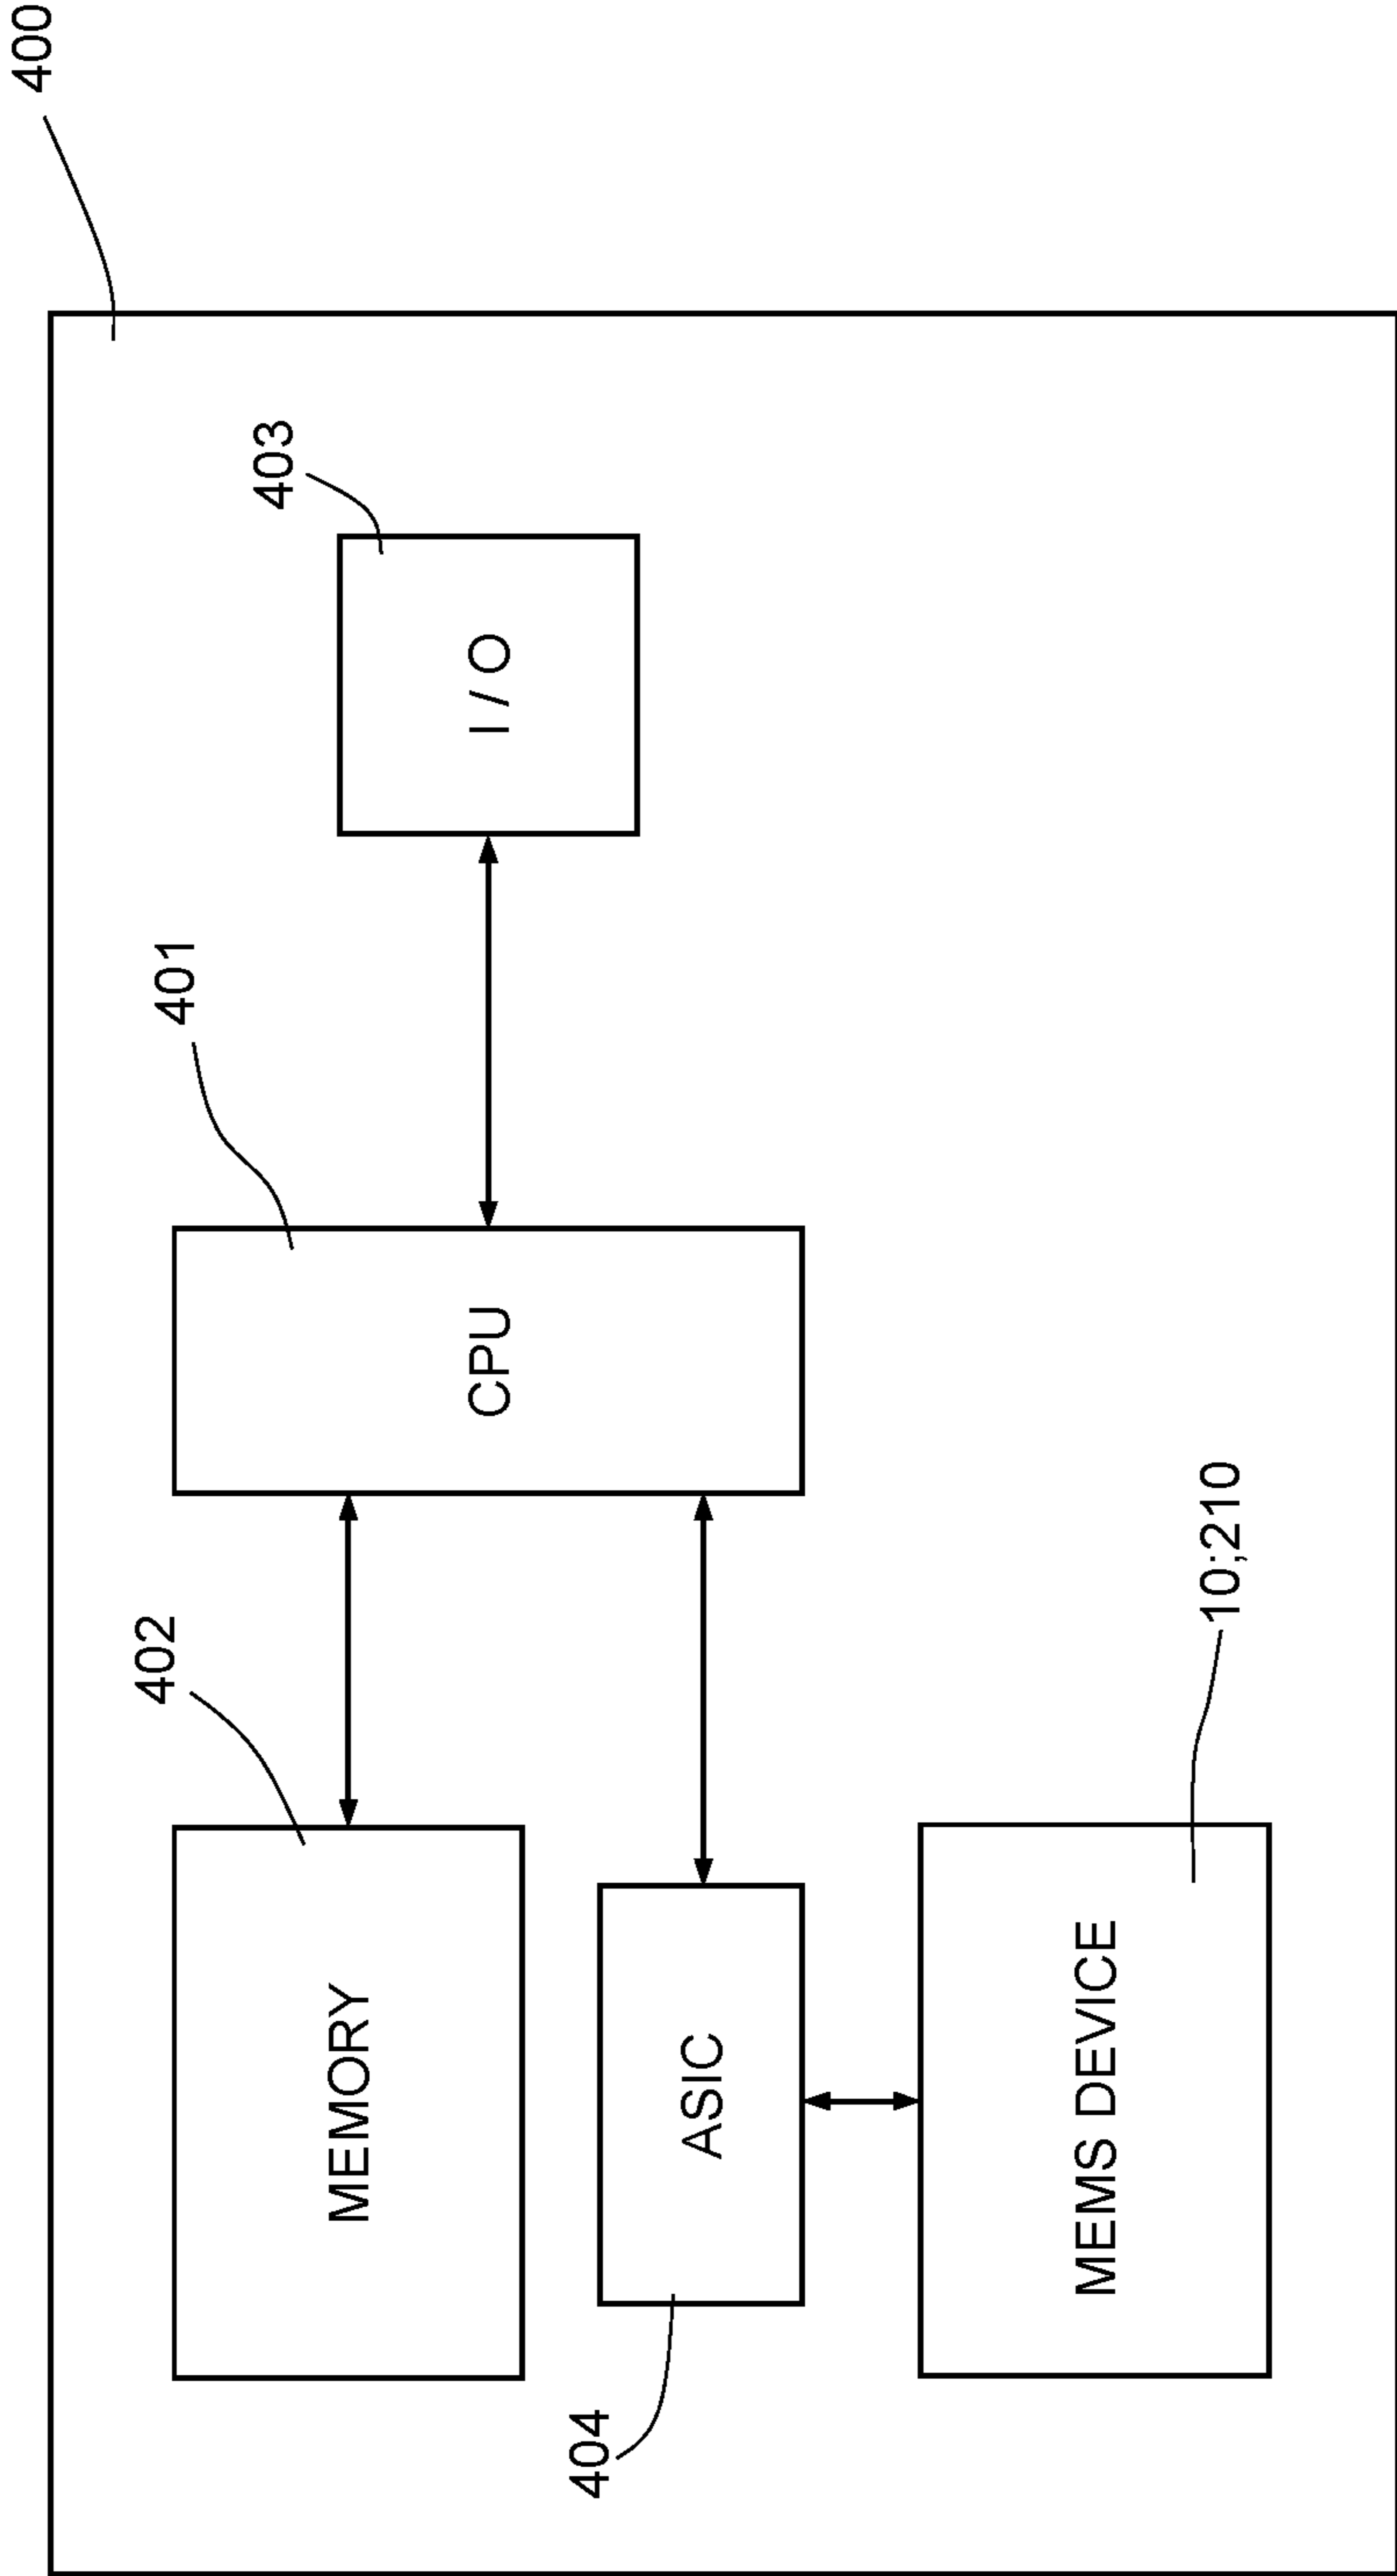 400
402
401
403
MEMORY
CPU
I / O
404
ASIC
10;210
MEMS DEVICE